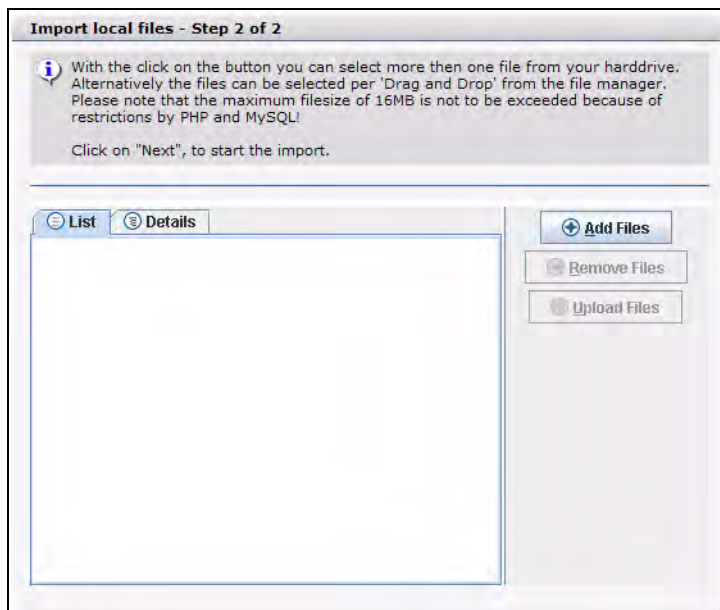 Import local files - Step 2 of 2
With the click on the button you can select more then one file from your harddrive.
Alternatively the files can be selected per 'Drag and Drop' from the file manager.
Please note that the maximum filesize of 16MB is not to be exceeded because of
restrictions by PHP and MySQL!
Click on "Next", to start the import.
List Details
Add Files
Remove Files
Upload Files